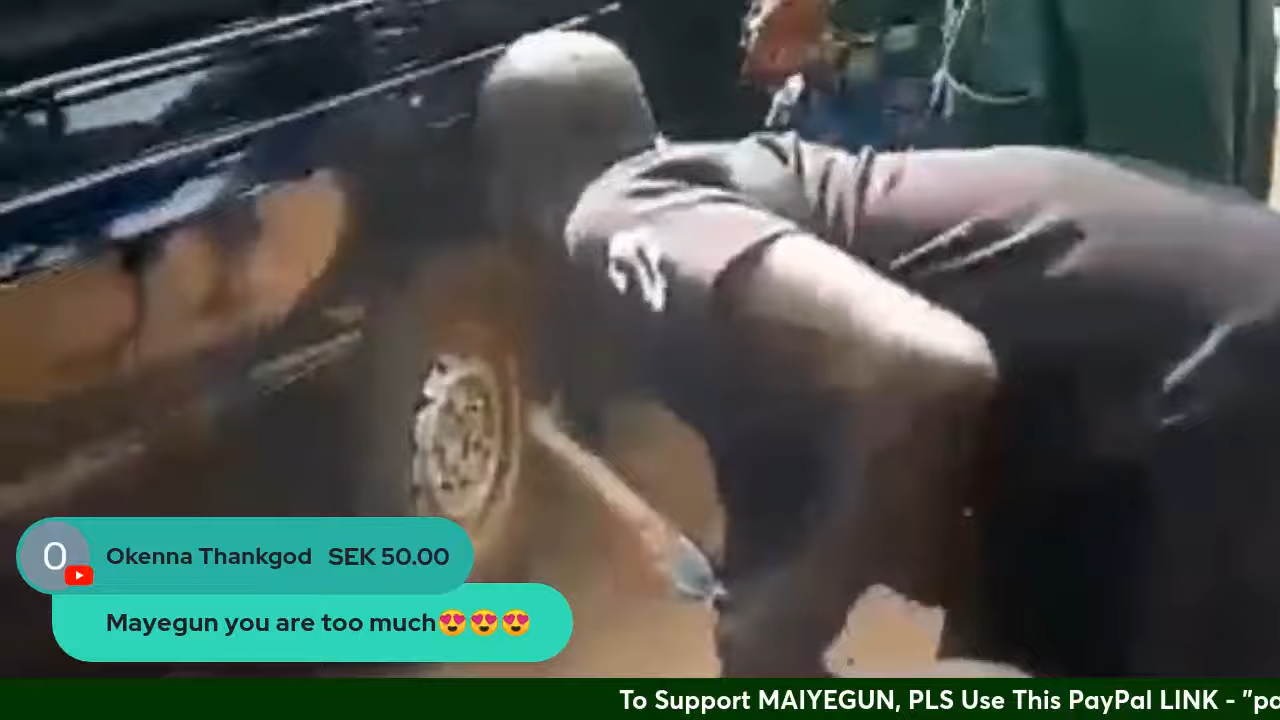 O
Okenna Thankgod SEK 50.00
Mayegun you are too much😍😍😍
To Support MAIYEGUN, PLS Use This PayPal LINK - "pa